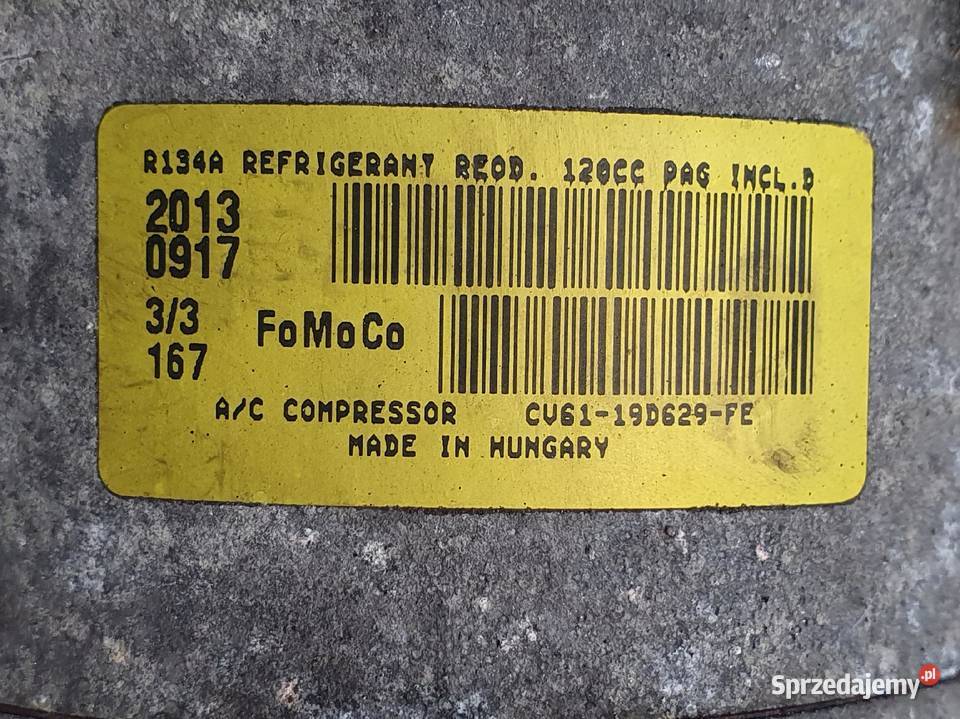 R134A REFRIGERANT REQD. 120CC PAG INCL.D
2013
0917
3/3
167
FoMoCo
A/C COMPRESSOR CV61-19D629-FE
MADE IN HUNGARY
Sprzedajemy.pl